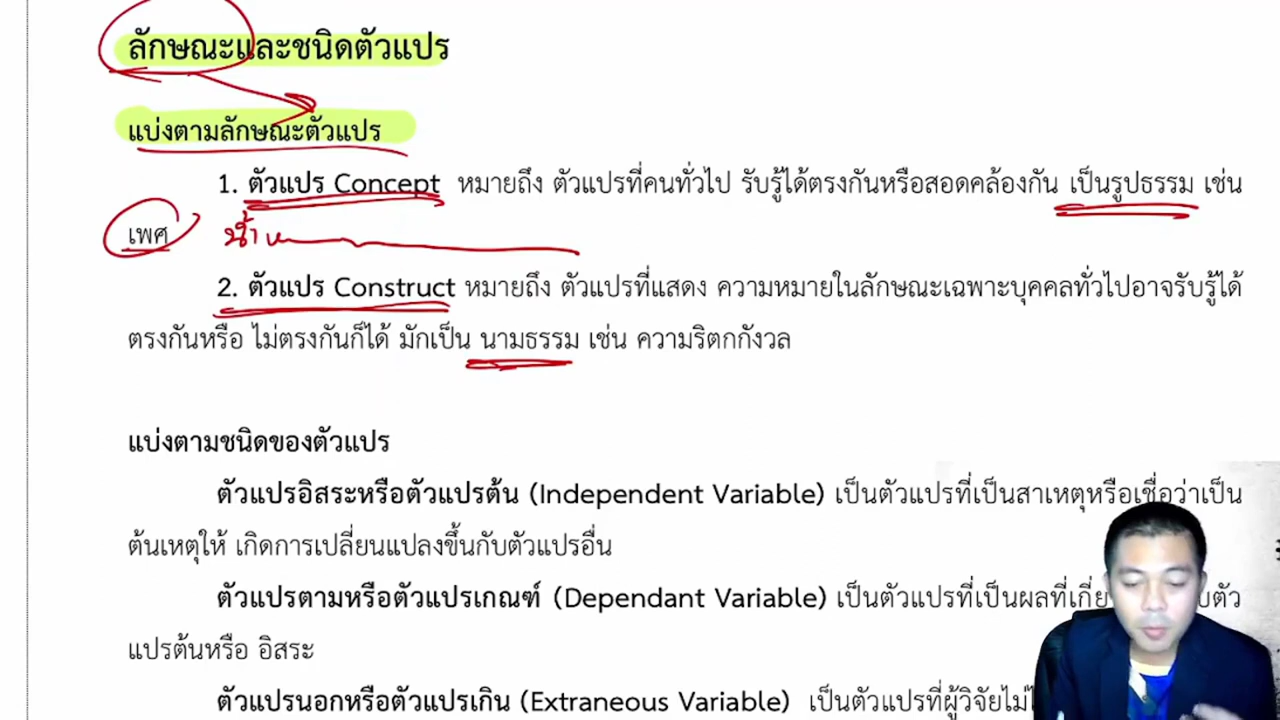 ลักษณะและชนิดตัวแปร
แบ่งตามลักษณะตัวแปร
1. ตัวแปร Concept หมายถึง ตัวแปรที่คนทั่วไป รับรู้ได้ตรงกันหรือสอดคล้องกัน เป็นรูปธรรม เช่น
เพศ
2. ตัวแปร Construct หมายถึง ตัวแปรที่แสดง ความหมายในลักษณะเฉพาะบุคคลทั่วไปอาจรับรู้ได้
ตรงกันหรือ ไม่ตรงกันก็ได้ มักเป็น นามธรรม เช่น ความริตกกังวล
แบ่งตามชนิดของตัวแปร
ตัวแปรอิสระหรือตัวแปรต้น (Independent Variable) เป็นตัวแปรที่เป็นสาเหตุหรือเชื่อว่าเป็น
ต้นเหตุให้ เกิดการเปลี่ยนแปลงขึ้นกับตัวแปรอื่น
ตัวแปรตามหรือตัวแปรเกณฑ์ (Dependant Variable) เป็นตัวแปรที่เป็นผลที่เกี่ บตัว
แปรต้นหรือ อิสระ
ตัวแปรนอกหรือตัวแปรเกิน (Extraneous Variable) เป็นตัวแปรที่ผู้วิจัยไม่